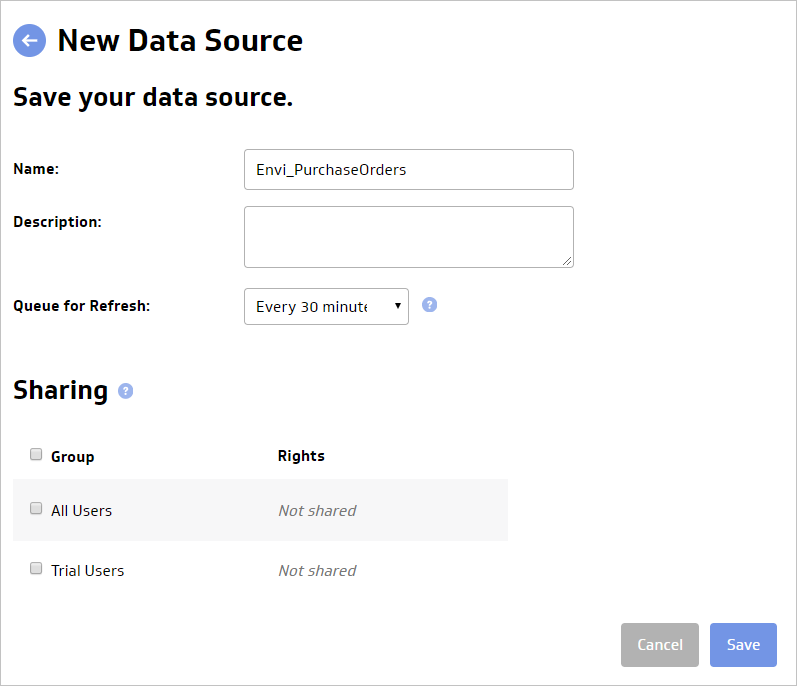 New Data Source
Save your data source.
Name: Envi_PurchaseOrders
Description:
Queue for Refresh: Every 30 minute ?
Sharing ?
Group Rights
All Users Not shared
Trial Users Not shared
Cancel Save